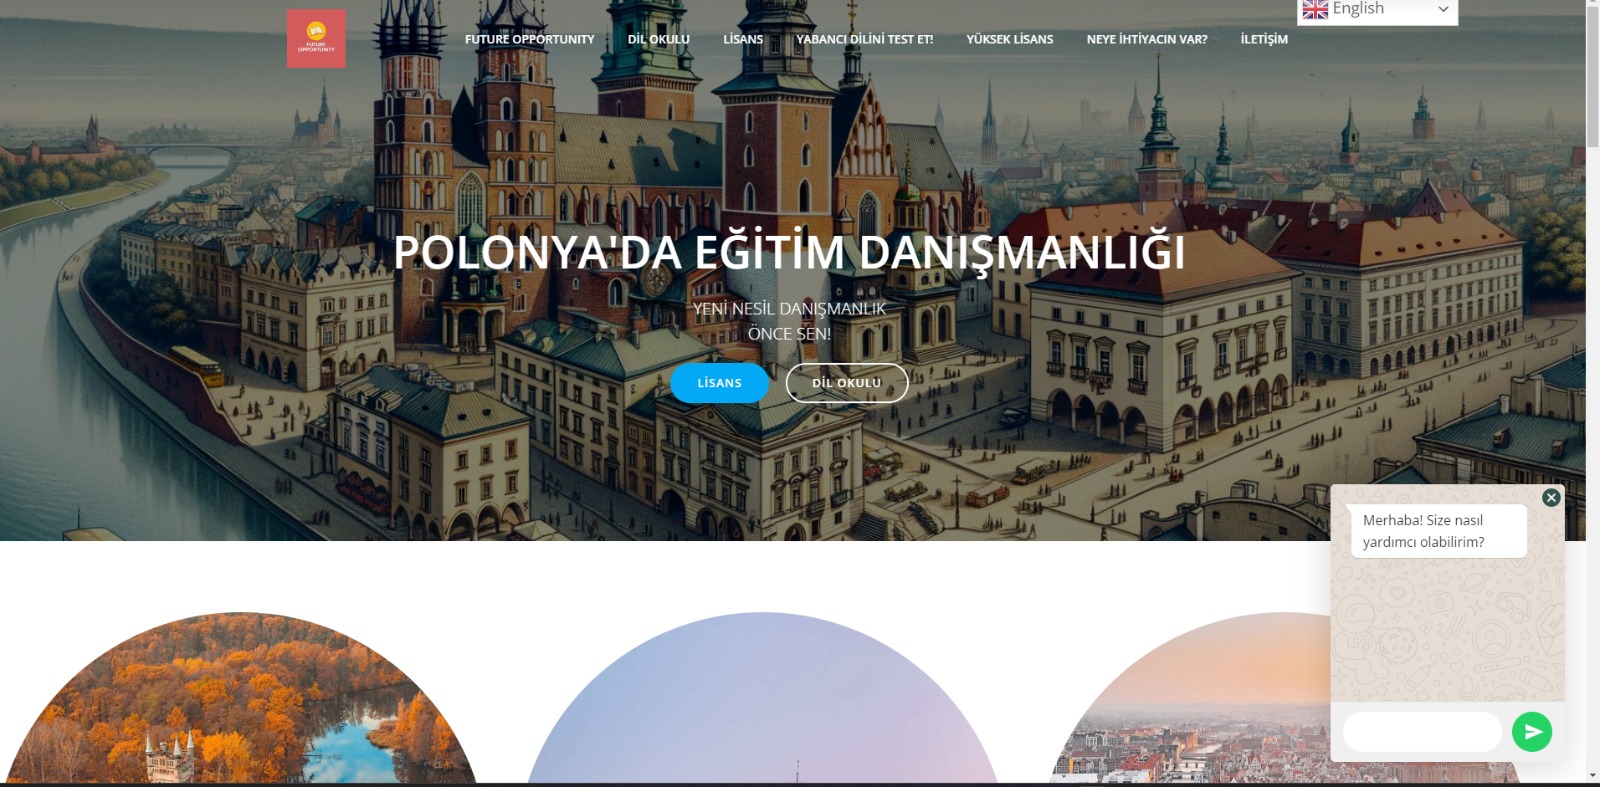 FUTURE
OPPORTUNITY
FUTURE OPPORTUNITY
DİL OKULU
LİSANS
YABANCI DİLİNİ TEST ET!
YÜKSEK LİSANS
NEYE İHTİYACIN VAR?
İLETİŞİM
English
POLONYA'DA EĞİTİM DANIŞMANLIĞI
YENİ NESİL DANIŞMANLIK
ÖNCE SEN!
LİSANS
DİL OKULU
Merhaba! Size nasıl
yardımcı olabilirim?